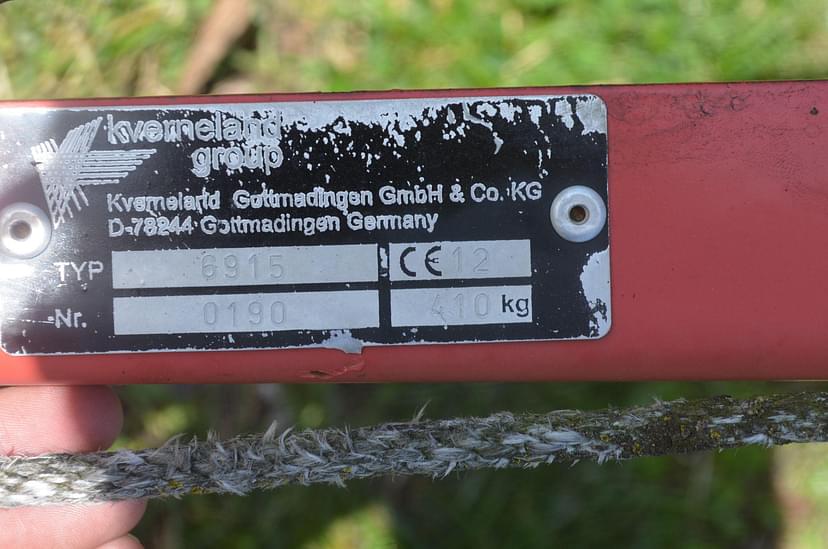 kverneland
group
Kverneland Gottmadingen GmbH & Co. KG
D-78244 Gottmadingen Germany
TYP 6915 CE 12
Nr. 0190 410 kg